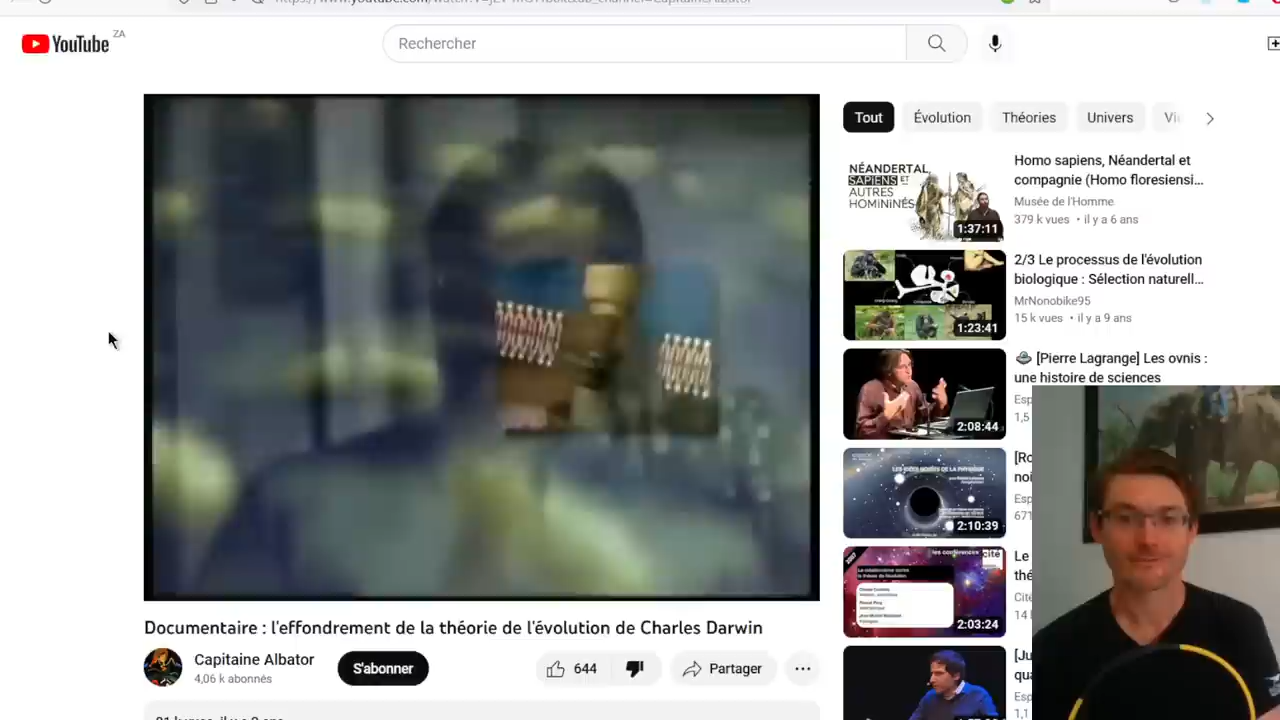 YouTube ZA
Rechercher
Tout
Évolution
Théories
Univers
NÉANDERTAL,
SAPIENS ET
AUTRES
HOMININÉS
1:37:11
Homo sapiens, Néandertal et
compagnie (Homo floresiensi...
Musée de l'Homme
379 k vues • il y a 6 ans
1:23:41
2/3 Le processus de l'évolution
biologique : Sélection naturell...
MrNonobike95
15 k vues • il y a 9 ans
2:08:44
[Pierre Lagrange] Les ovnis :
une histoire de sciences
Esp
1,5
2:10:39
[Ro
noi
Esp
671
les conférences cité
2:03:24
Le
thé
Cité
14 l
[Ju
qua
Esp
1,1
Documentaire : l'effondrement de la théorie de l'évolution de Charles Darwin
Capitaine Albator
4,06 k abonnés
S'abonner
644
Partager